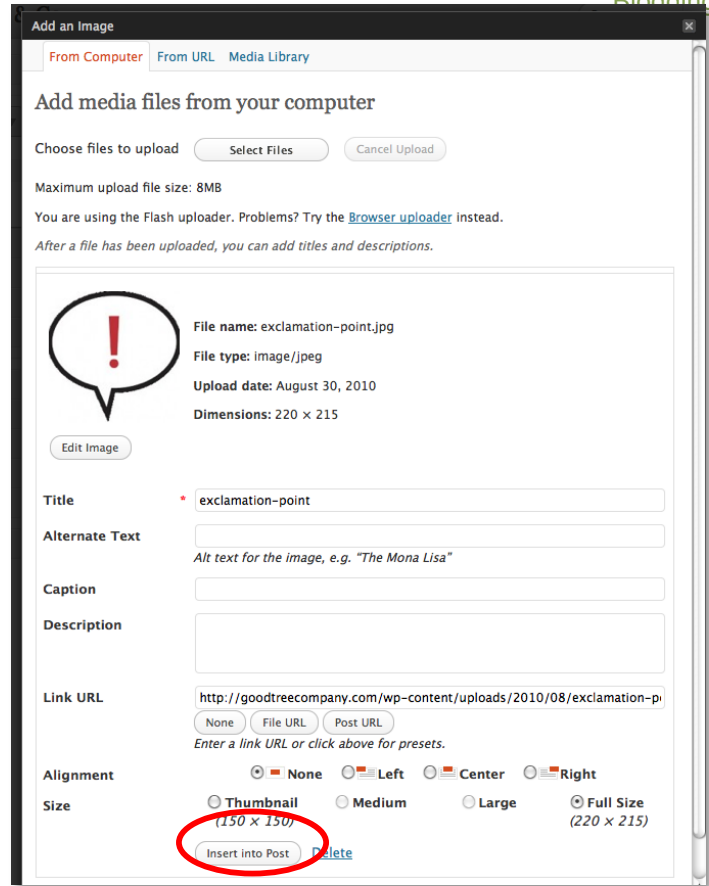 Add an Image
From Computer From URL Media Library
Add media files from your computer
Choose files to upload Select Files Cancel Upload
Maximum upload file size: 8MB
You are using the Flash uploader. Problems? Try the Browser uploader instead.
After a file has been uploaded, you can add titles and descriptions.
!
File name: exclamation-point.jpg
File type: image/jpeg
Upload date: August 30, 2010
Dimensions: 220 × 215
Edit Image
Title * exclamation-point
Alternate Text
Alt text for the image, e.g. “The Mona Lisa”
Caption
Description
Link URL http://goodtreecompany.com/wp-content/uploads/2010/08/exclamation-p
None File URL Post URL
Enter a link URL or click above for presets.
Alignment None Left Center Right
Size Thumbnail Medium Large Full Size
(150 × 150) (220 × 215)
Insert into Post Delete